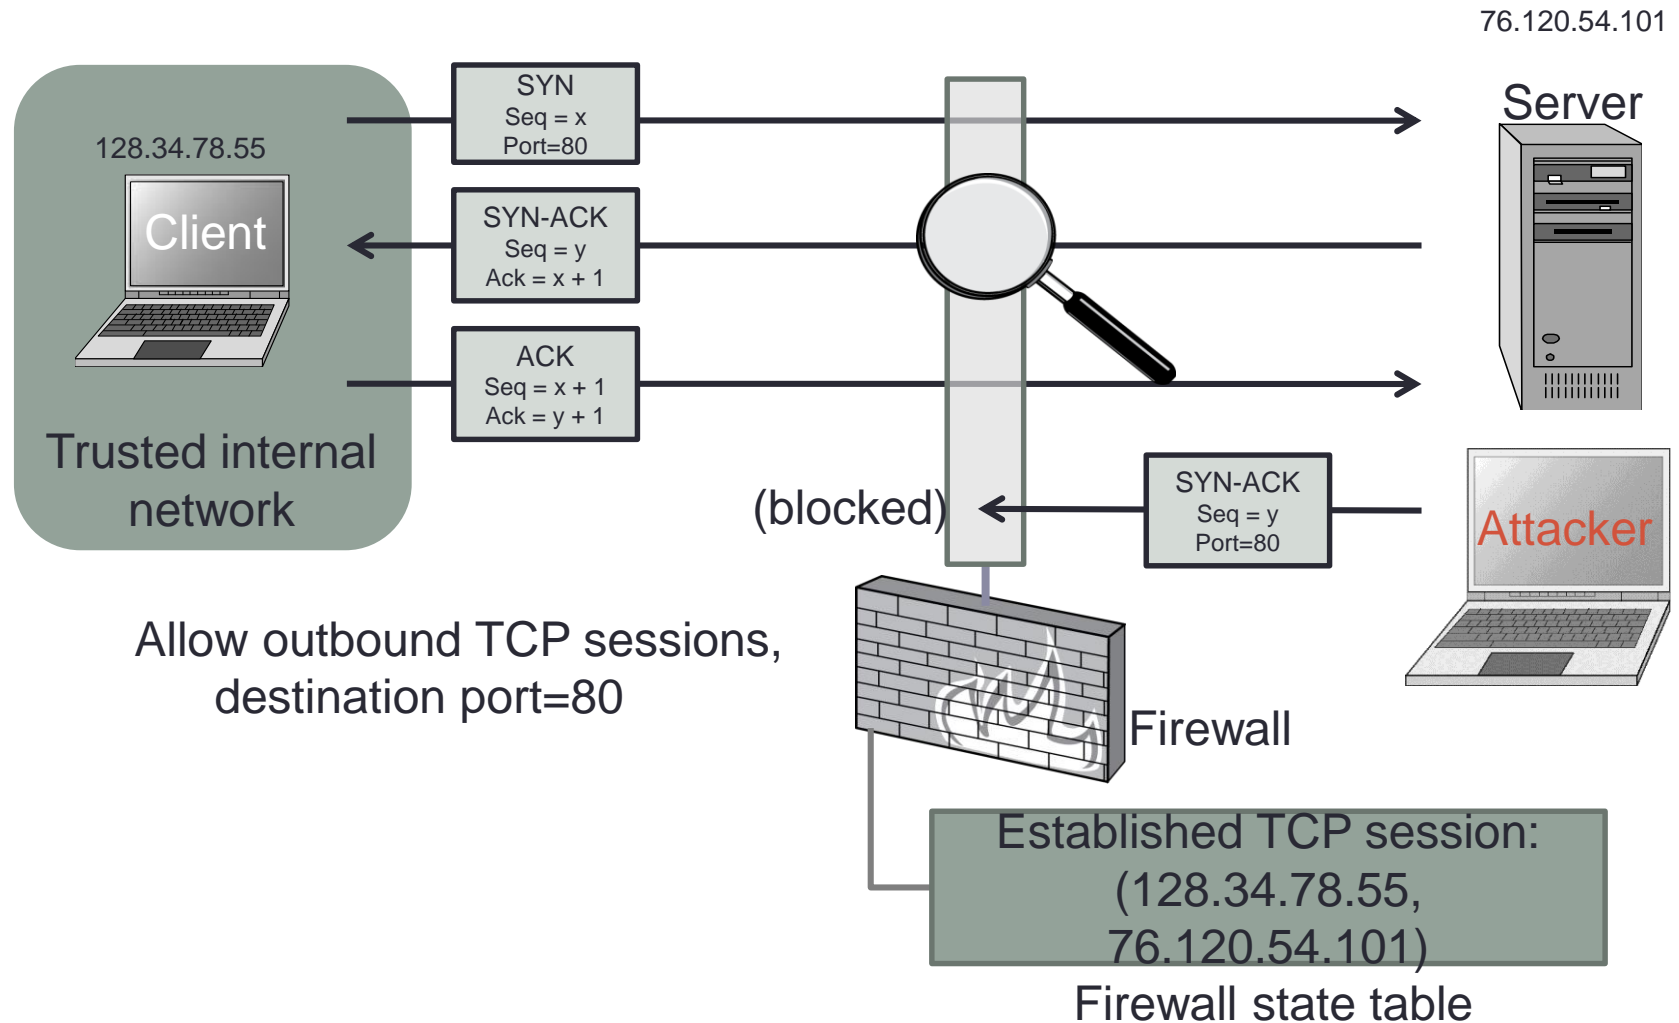 76.120.54.101
Server
128.34.78.55
Client
Trusted internal
network
SYN
Seq = x
Port=80
SYN-ACK
Seq = y
Ack = x + 1
ACK
Seq = x + 1
Ack = y + 1
(blocked)
SYN-ACK
Seq = y
Port=80
Attacker
Allow outbound TCP sessions,
destination port=80
Firewall
Established TCP session:
(128.34.78.55,
76.120.54.101)
Firewall state table